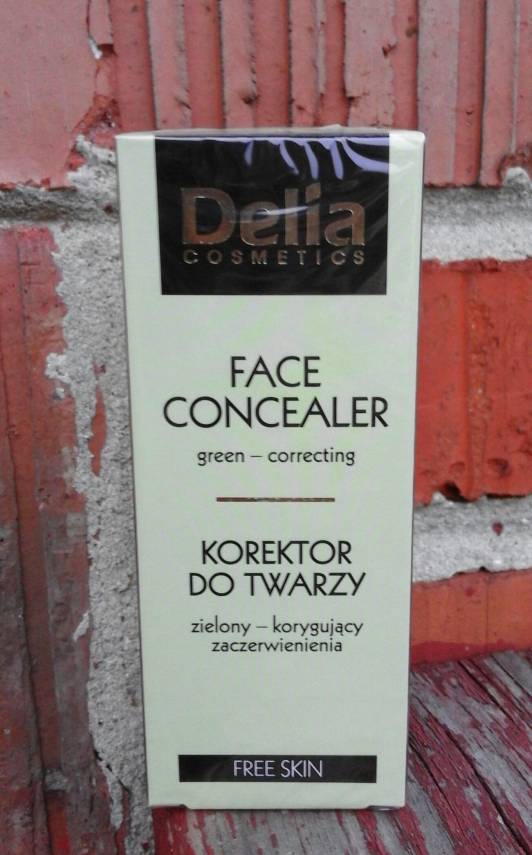 Delia
COSMETICS
FACE
CONCEALER
green – correcting
KOREKTOR
DO TWARZY
zielony – korygujący
zaczerwienienia
FREE SKIN